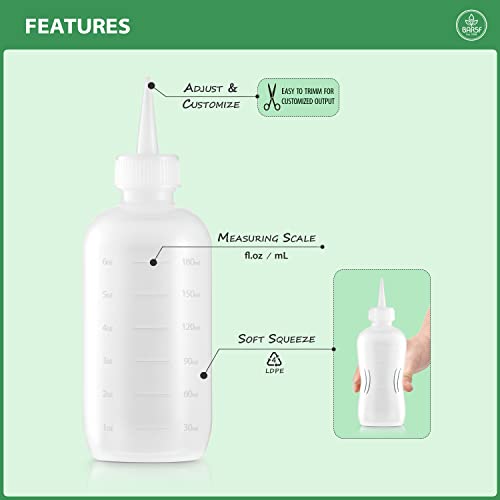 FEATURES
BARSF
ADJUST &
CUSTOMIZE
EASY TO TRIM FOR
CUSTOMIZED OUTPUT
MEASURING SCALE
fl.oz / mL
6oz 180ml
5oz 150ml
4oz 120ml
3oz 90ml
2oz 60ml
1oz 30ml
SOFT SQUEEZE
4
LDPE